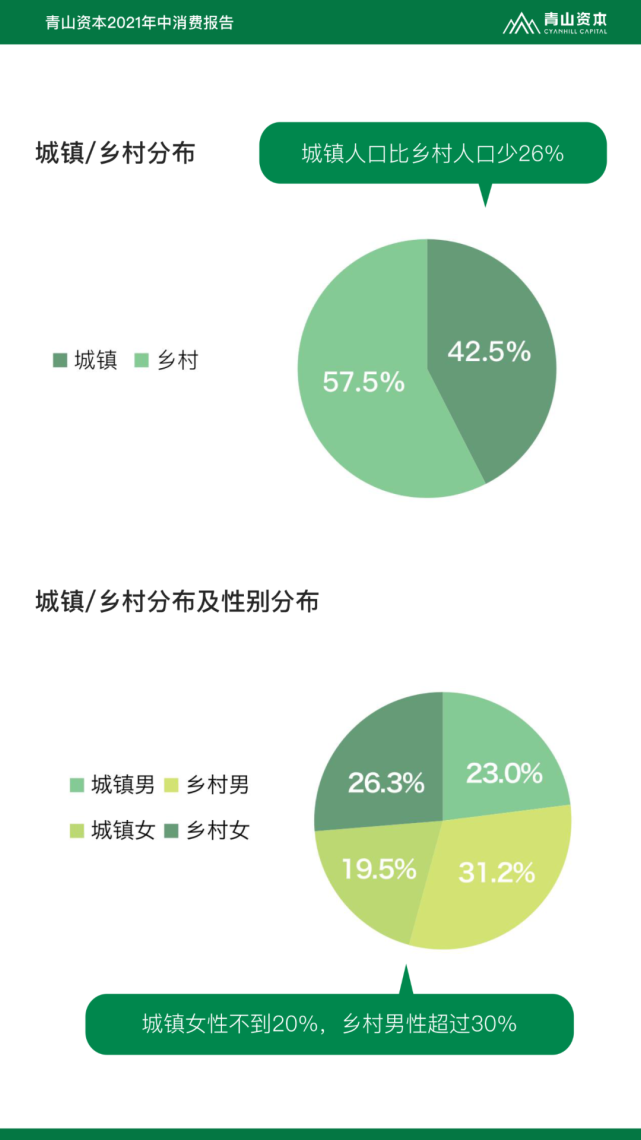 青山资本2021年中消费报告
青山资本
CYANHILL CAPITAL
城镇/乡村分布
城镇人口比乡村人口少26%
城镇 乡村
42.5%
57.5%
城镇/乡村分布及性别分布
城镇男 乡村男
城镇女 乡村女
26.3%
23.0%
19.5%
31.2%
城镇女性不到20%，乡村男性超过30%